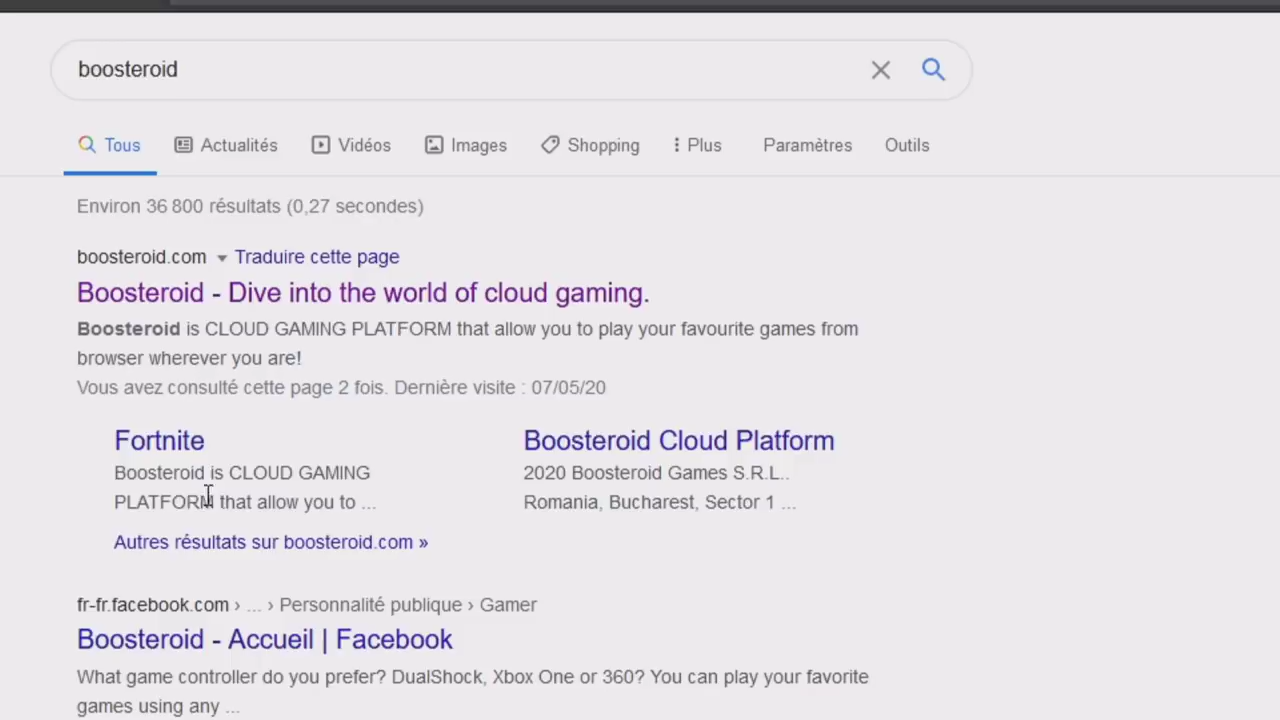 boosteroid
Tous Actualités Vidéos Images Shopping Plus Paramètres Outils
Environ 36 800 résultats (0,27 secondes)
boosteroid.com Traduire cette page
Boosteroid - Dive into the world of cloud gaming.
Boosteroid is CLOUD GAMING PLATFORM that allow you to play your favourite games from
browser wherever you are!
Vous avez consulté cette page 2 fois. Dernière visite : 07/05/20
Fortnite
Boosteroid is CLOUD GAMING
PLATFORM that allow you to ...
Boosteroid Cloud Platform
2020 Boosteroid Games S.R.L..
Romania, Bucharest, Sector 1 ...
Autres résultats sur boosteroid.com »
fr-fr.facebook.com › ... › Personnalité publique › Gamer
Boosteroid - Accueil | Facebook
What game controller do you prefer? DualShock, Xbox One or 360? You can play your favorite
games using any ...